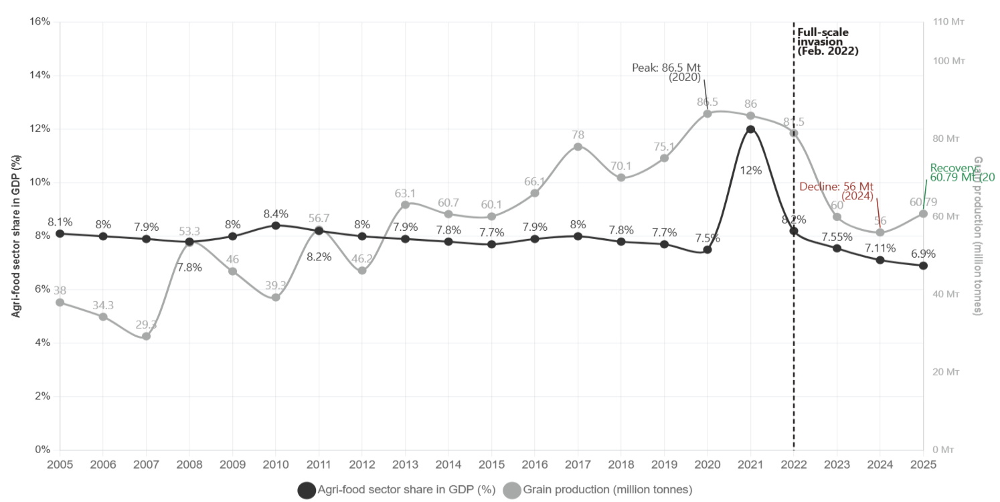 Full-scale
invasion
(Feb. 2022)
Peak: 86.5 Mt
(2020)
Decline: 56 Mt
(2024)
Recovery
60.79 Mt (20
16%
14%
12%
10%
8%
6%
4%
2%
0%
Agri-food sector share in GDP (%)
110 Мт
100 Мт
80 Мт
60 Мт
40 Мт
20 Мт
0 Мт
Grain production (million tonnes)
38
34.3
29.3
53.3
46
39.3
56.7
46.2
63.1
60.7
60.1
66.1
78
70.1
75.1
86.5
86
81.5
60
56
60.79
8.1%
8%
7.9%
7.8%
8%
8.4%
8.2%
8%
7.9%
7.8%
7.7%
7.9%
8%
7.8%
7.7%
7.5%
12%
8.2%
7.55%
7.11%
6.9%
2005 2006 2007 2008 2009 2010 2011 2012 2013 2014 2015 2016 2017 2018 2019 2020 2021 2022 2023 2024 2025
Agri-food sector share in GDP (%) Grain production (million tonnes)